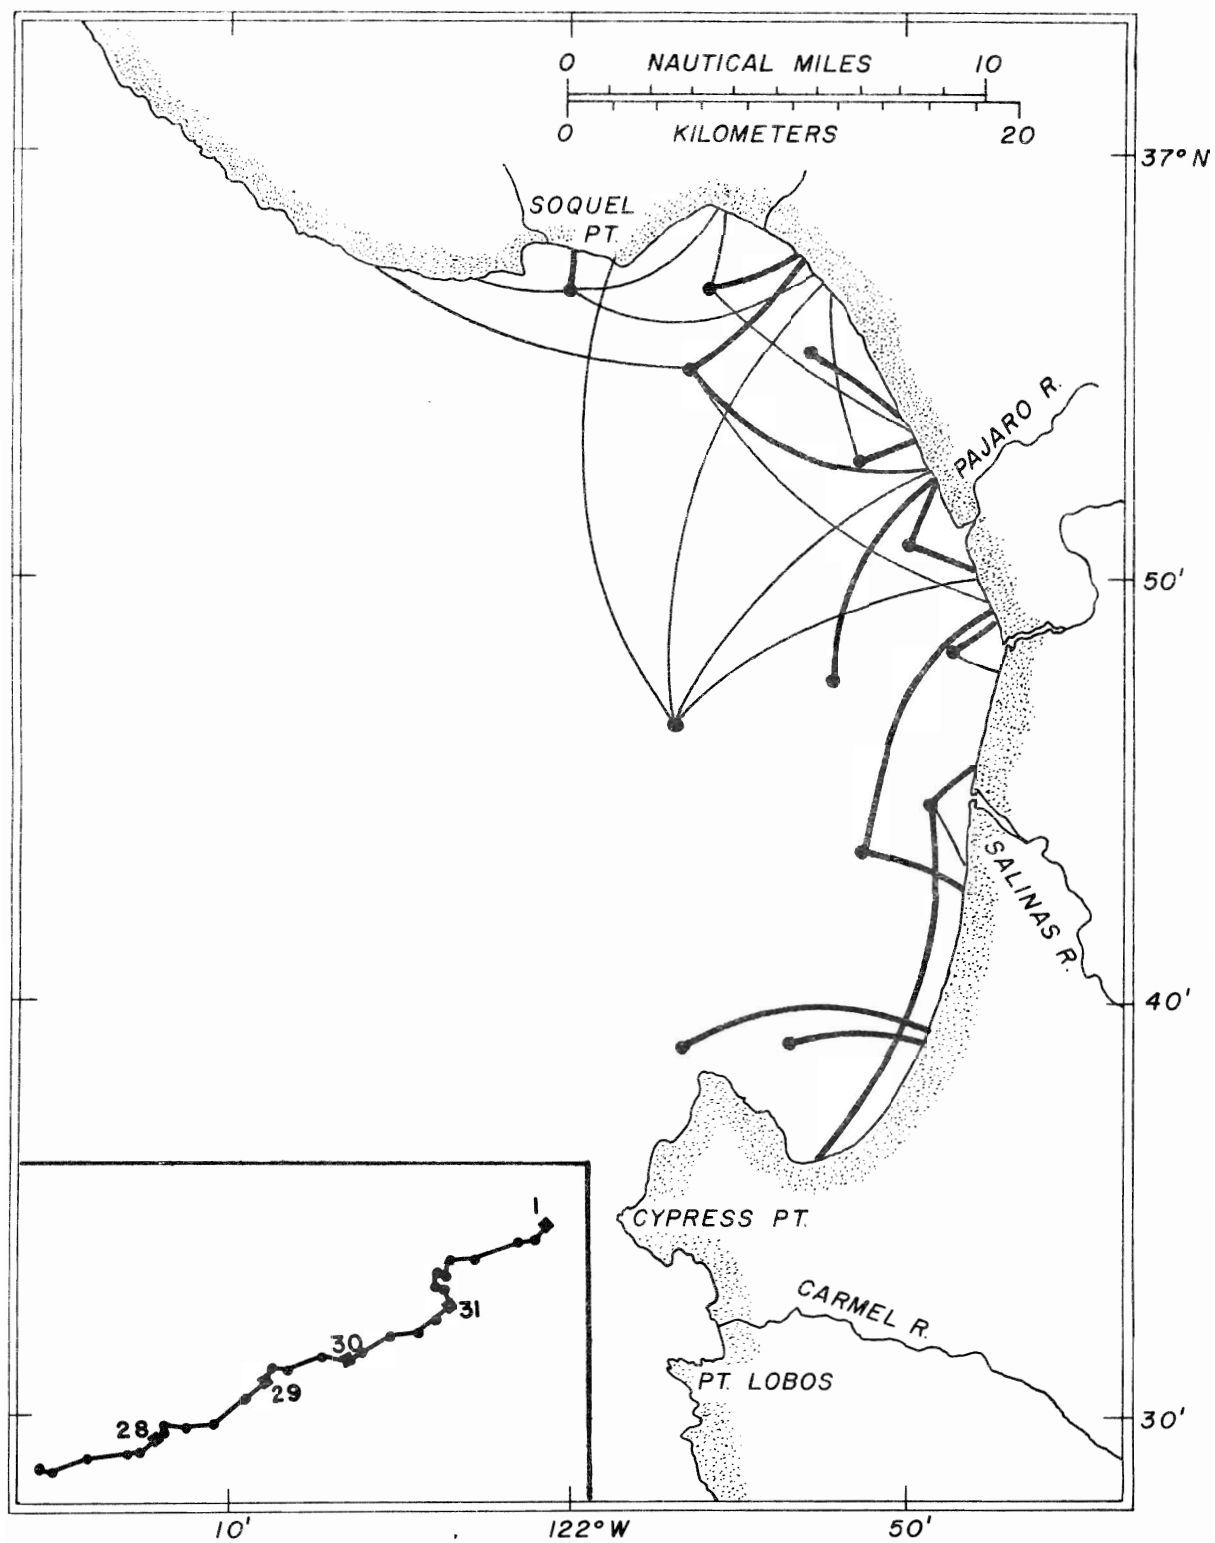 0 NAUTICAL MILES 10
0 KILOMETERS 20
37° N
SOQUEL
PT.
PAJARO R.
50'
SALINAS R.
40'
1
CYPRESS PT.
31
CARMEL R.
30
29
PT. LOBOS
28
30'
10' 122° W 50'